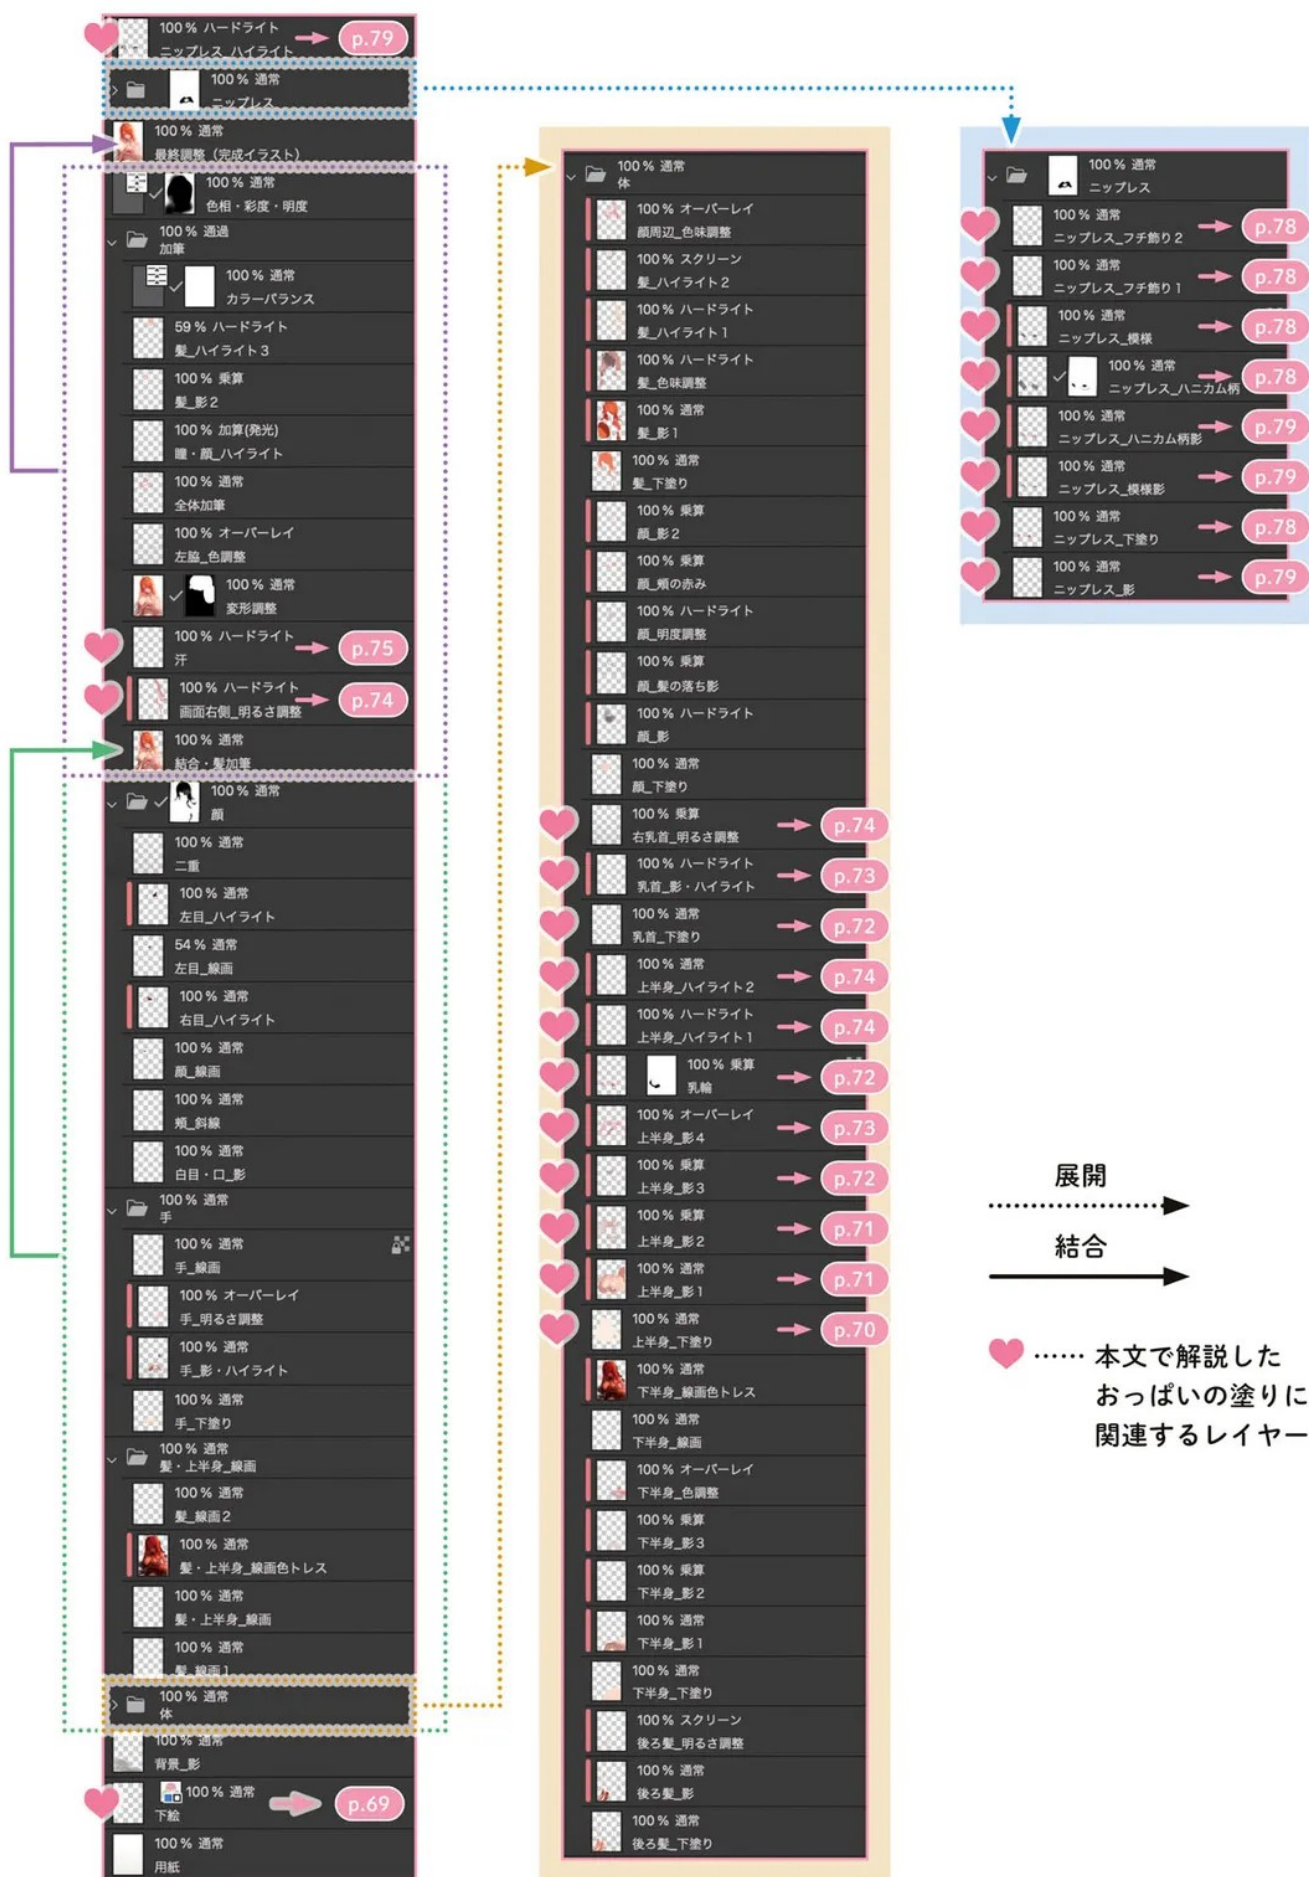 100% ハードライト
ニップレス_ハイライト
p.79
100% 通常
ニップレス
100% 通常
最終調整（完成イラスト）
100% 通常
色相・彩度・明度
100% 通過
加筆
100% 通常
カラーバランス
59% ハードライト
髪_ハイライト3
100% 乗算
髪_影2
100% 加算(発光)
瞳・顔_ハイライト
100% 通常
全体加筆
100% オーバーレイ
左脇_色調整
100% 通常
変形調整
100% ハードライト
汗
p.75
100% ハードライト
画面右側_明るさ調整
p.74
100% 通常
結合・髪加筆
100% 通常
顔
100% 通常
二重
100% 通常
左目_ハイライト
54% 通常
左目_線画
100% 通常
右目_ハイライト
100% 通常
顔_線画
100% 通常
頬_斜線
100% 通常
白目・口_影
100% 通常
手
100% 通常
手_線画
100% オーバーレイ
手_明るさ調整
100% 通常
手_影・ハイライト
100% 通常
手_下塗り
100% 通常
髪・上半身_線画
100% 通常
髪_線画2
100% 通常
髪・上半身_線画色トレス
100% 通常
髪・上半身_線画
100% 通常
髪_線画1
100% 通常
体
100% 通常
背景_影
100% 通常
下絵
p.69
100% 通常
用紙
100% 通常
体
100% オーバーレイ
顔周辺_色味調整
100% スクリーン
髪_ハイライト2
100% ハードライト
髪_ハイライト1
100% ハードライト
髪_色味調整
100% 通常
髪_影1
100% 通常
髪_下塗り
100% 乗算
顔_影2
100% 乗算
顔_頬の赤み
100% ハードライト
顔_明度調整
100% 乗算
顔_髪の落ち影
100% ハードライト
顔_影
100% 通常
顔_下塗り
100% 乗算
右乳首_明るさ調整
p.74
100% ハードライト
乳首_影・ハイライト
p.73
100% 通常
乳首_下塗り
p.72
100% 通常
上半身_ハイライト2
p.74
100% ハードライト
上半身_ハイライト1
p.74
100% 乗算
乳輪
p.72
100% オーバーレイ
上半身_影4
p.73
100% 乗算
上半身_影3
p.72
100% 乗算
上半身_影2
p.71
100% 通常
上半身_影1
p.71
100% 通常
上半身_下塗り
p.70
100% 通常
下半身_線画色トレス
100% 通常
下半身_線画
100% オーバーレイ
下半身_色調整
100% 乗算
下半身_影3
100% 乗算
下半身_影2
100% 通常
下半身_影1
100% 通常
下半身_下塗り
100% スクリーン
後ろ髪_明るさ調整
100% 通常
後ろ髪_影
100% 通常
後ろ髪_下塗り
100% 通常
ニップレス
100% 通常
ニップレス_フチ飾り2
p.78
100% 通常
ニップレス_フチ飾り1
p.78
100% 通常
ニップレス_模様
p.78
100% 通常
ニップレス_ハニカム柄
p.78
100% 通常
ニップレス_ハニカム柄影
p.79
100% 通常
ニップレス_模様影
p.79
100% 通常
ニップレス_下塗り
p.78
100% 通常
ニップレス_影
p.79
展開
結合
…… 本文で解説した
おっぱいの塗りに
関連するレイヤー